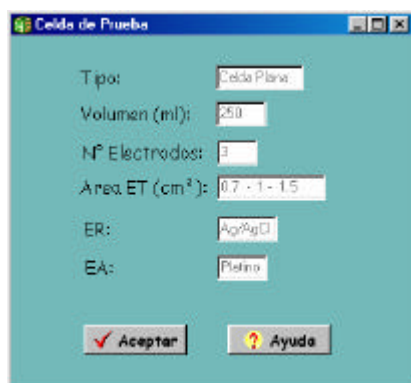 Celda de Prueba
Tipo: Celda Plana
Volumen (ml): 250
Nº Electrodos: 3
Area ET (cm²): 0.7 - 1 - 1.5
ER: Ag/AgCl
EA: Platino
Aceptar ? Ayuda